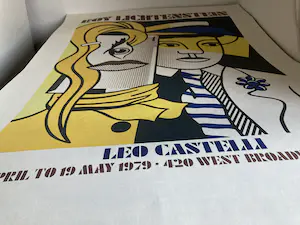 ROY LICHTENSTEIN
LEO CASTELLI
PRIL TO 19 MAY 1979 · 420 WEST BROAD